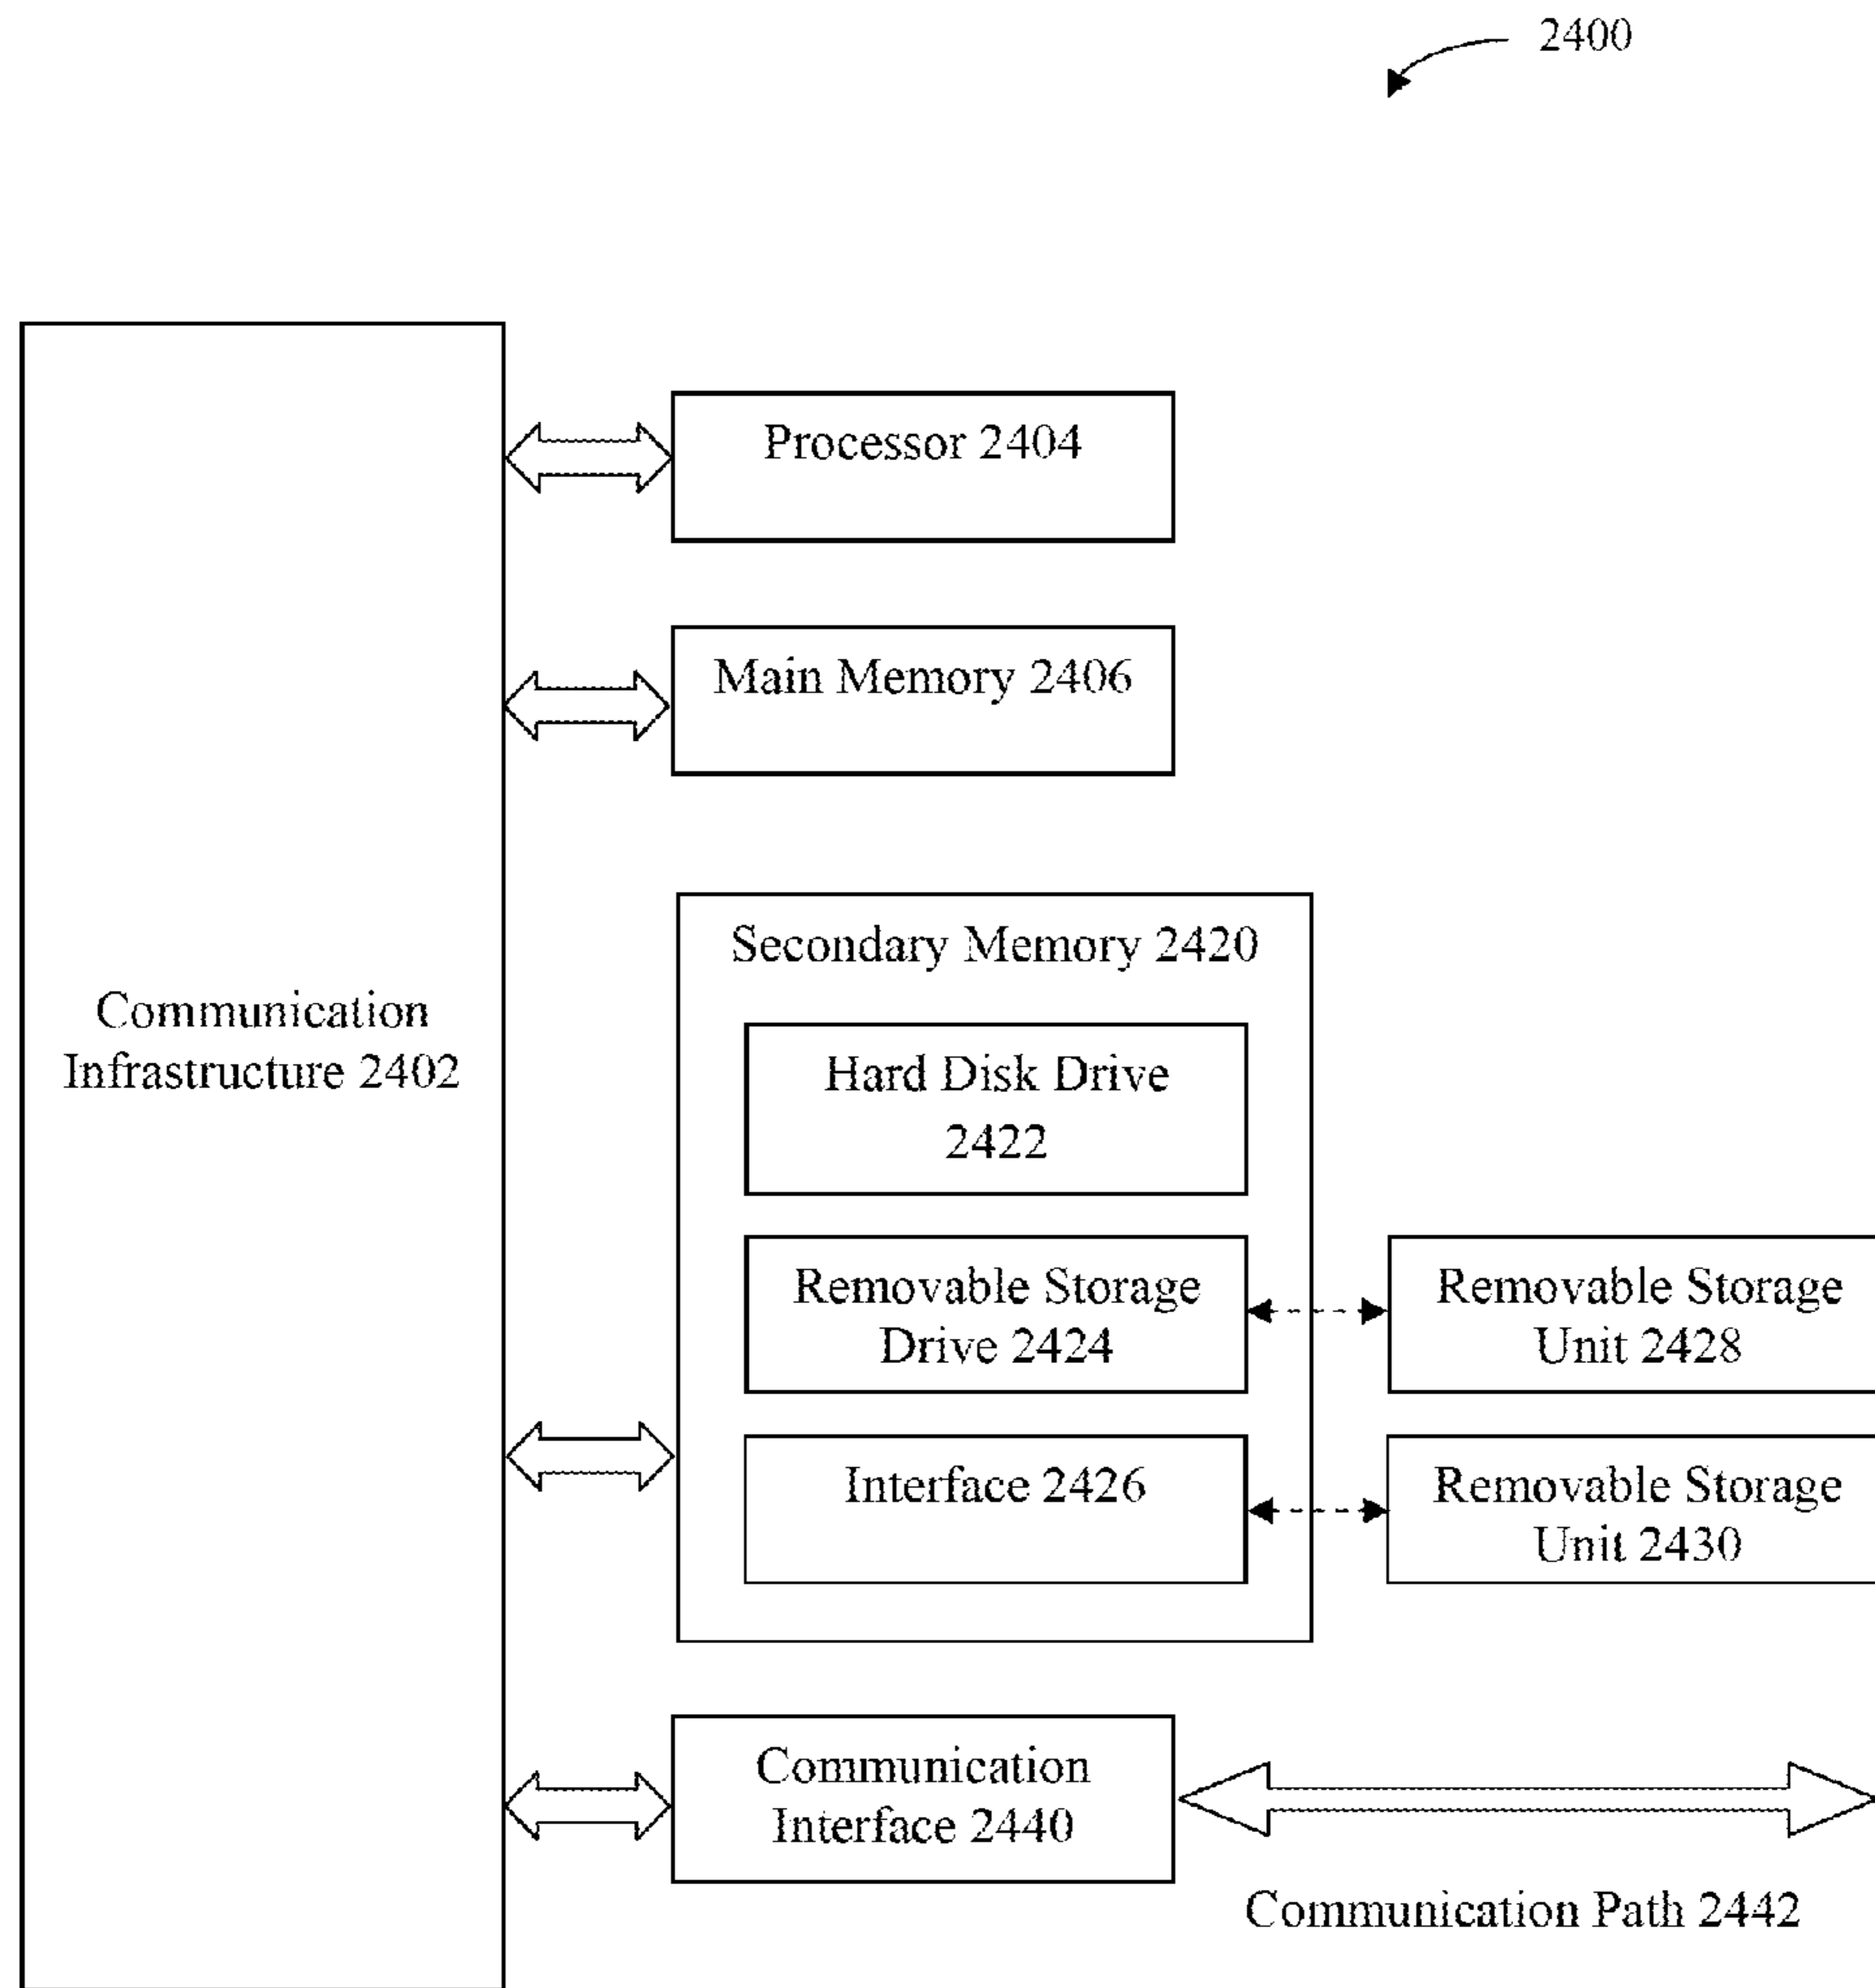 2400
Processor 2404
Main Memory 2406
Communication
Infrastructure 2402
Secondary Memory 2420
Hard Disk Drive
2422
Removable Storage
Drive 2424
Removable Storage
Unit 2428
Interface 2426
Removable Storage
Unit 2430
Communication
Interface 2440
Communication Path 2442